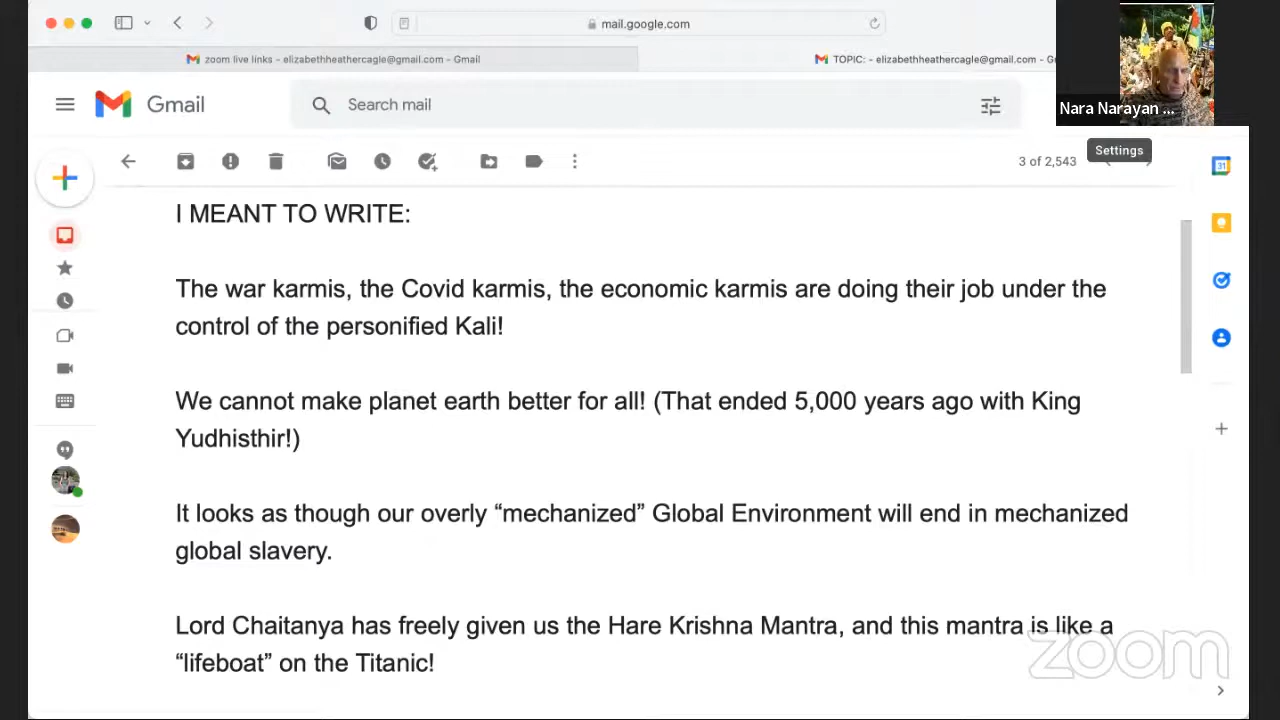 mail.google.com
zoom live links - elizabethheathercagle@gmail.com - Gmail
TOPIC: - elizabethheathercagle@gmail.com - G
Nara Narayan ...
Gmail
Search mail
Settings
3 of 2,543
31
I MEANT TO WRITE:
The war karmis, the Covid karmis, the economic karmis are doing their job under the
control of the personified Kali!
We cannot make planet earth better for all! (That ended 5,000 years ago with King
Yudhisthir!)
It looks as though our overly “mechanized” Global Environment will end in mechanized
global slavery.
Lord Chaitanya has freely given us the Hare Krishna Mantra, and this mantra is like a
“lifeboat” on the Titanic!
zoom